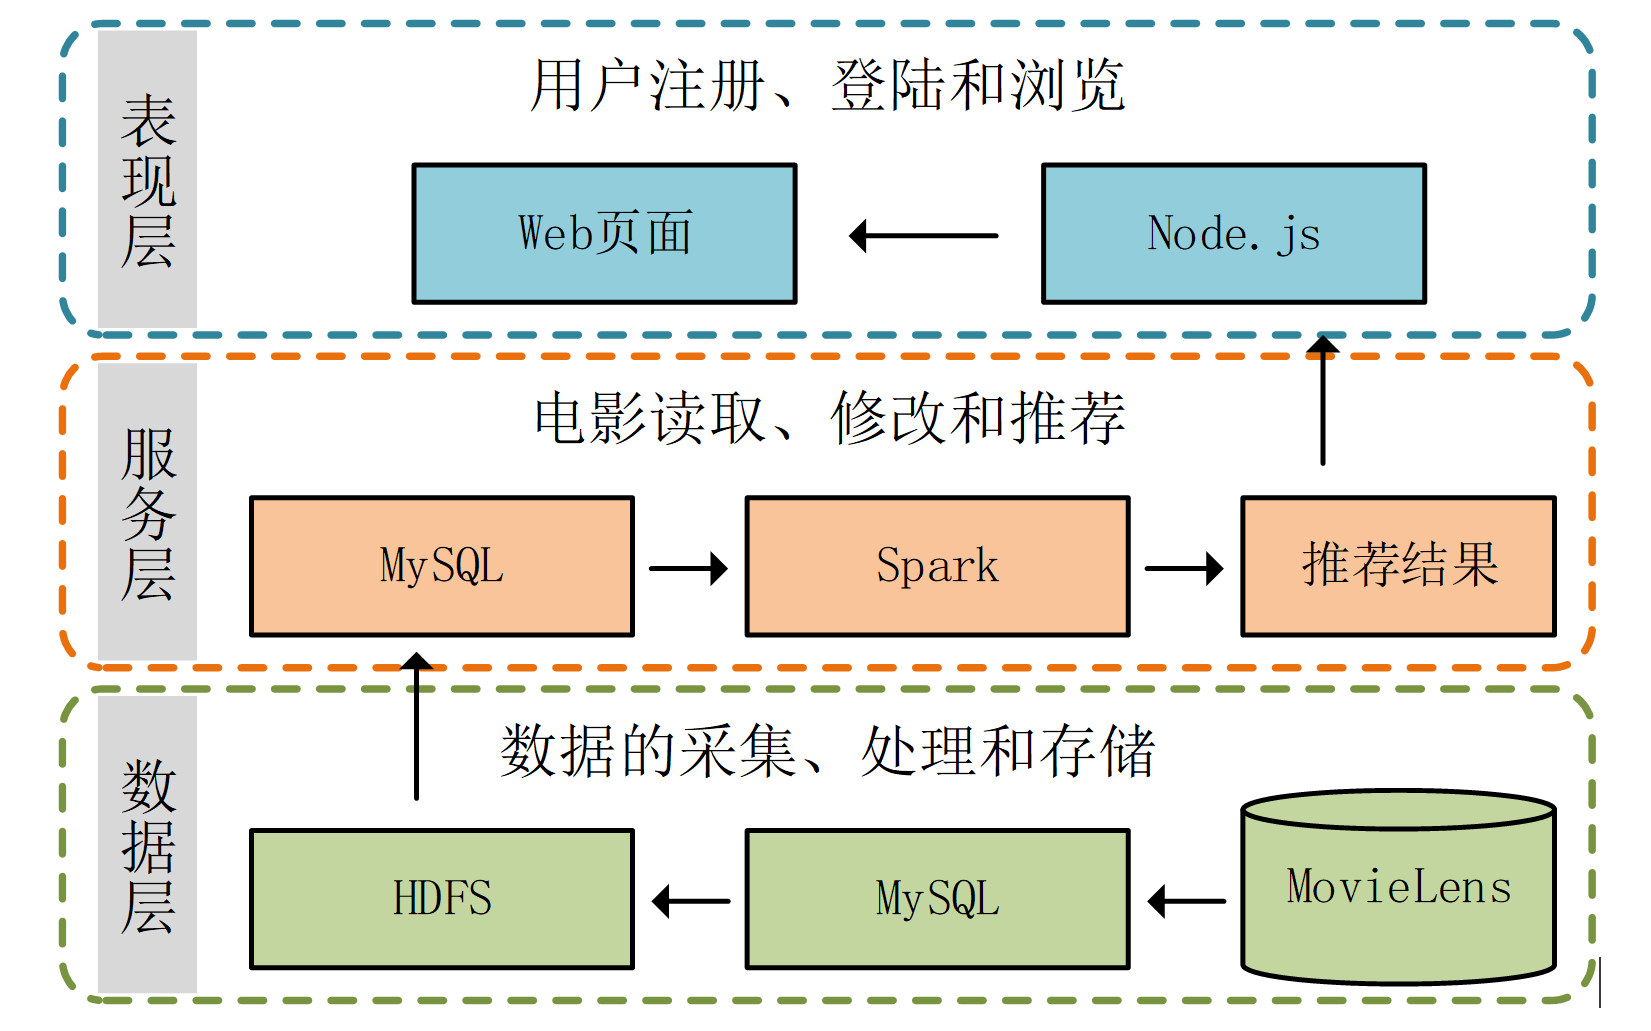 表现层
用户注册、登陆和浏览
Web页面
Node.js
服务层
电影读取、修改和推荐
MySQL
Spark
推荐结果
数据层
数据的采集、处理和存储
HDFS
MySQL
MovieLens